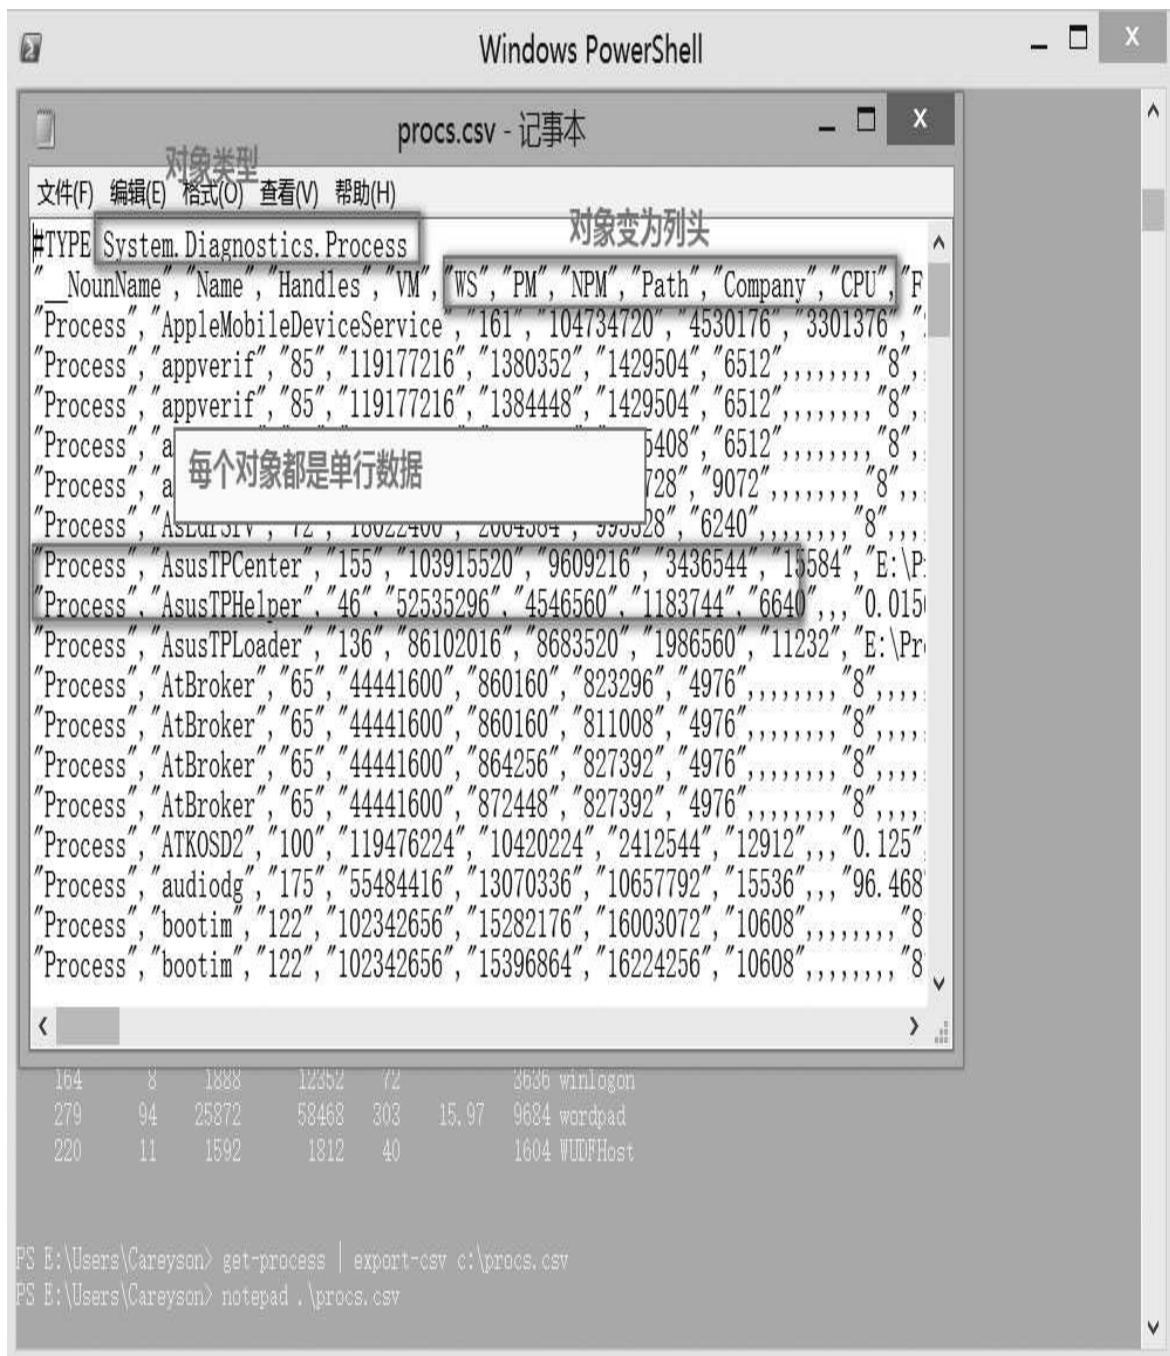 Windows PowerShell
procs.csv - 记事本
对象类型
文件(F) 编辑(E) 格式(O) 查看(V) 帮助(H)
对象变为列头
#TYPE System.Diagnostics.Process
"__NounName","Name","Handles","VM","WS","PM","NPM","Path","Company","CPU","F
"Process","AppleMobileDeviceService","161","104734720","4530176","3301376","
"Process","appverif","85","119177216","1380352","1429504","6512",,,,,,,,"8",
"Process","appverif","85","119177216","1384448","1429504","6512",,,,,,,,"8",
"Process","a 5408","6512",,,,,,,,"8",
每个对象都是单行数据
"Process","a 728","9072",,,,,,,,"8",,
"Process","AsLdrSrv","72","18022400","2064384","995328","6240",,,,,,,,"8",,,
"Process","AsusTPCenter","155","103915520","9609216","3436544","15584","E:\P
"Process","AsusTPHelper","46","52535296","4546560","1183744","6640",,,"0.015
"Process","AsusTPLoader","136","86102016","8683520","1986560","11232","E:\Pr
"Process","AtBroker","65","44441600","860160","823296","4976",,,,,,,,"8",,,,
"Process","AtBroker","65","44441600","860160","811008","4976",,,,,,,,"8",,,,
"Process","AtBroker","65","44441600","864256","827392","4976",,,,,,,,"8",,,,
"Process","AtBroker","65","44441600","872448","827392","4976",,,,,,,,"8",,,,
"Process","ATKOSD2","100","119476224","10420224","2412544","12912",,,"0.125"
"Process","audiodg","175","55484416","13070336","10657792","15536",,,"96.468
"Process","bootim","122","102342656","15282176","16003072","10608",,,,,,,,"8
"Process","bootim","122","102342656","15396864","16224256","10608",,,,,,,,"8
164 8 1888 12352 72 3636 winlogon
279 94 25872 58468 303 15.97 9684 wordpad
220 11 1592 1812 40 1604 WUDFHost
PS E:\Users\Careyson> get-process | export-csv c:\procs.csv
PS E:\Users\Careyson> notepad .\procs.csv